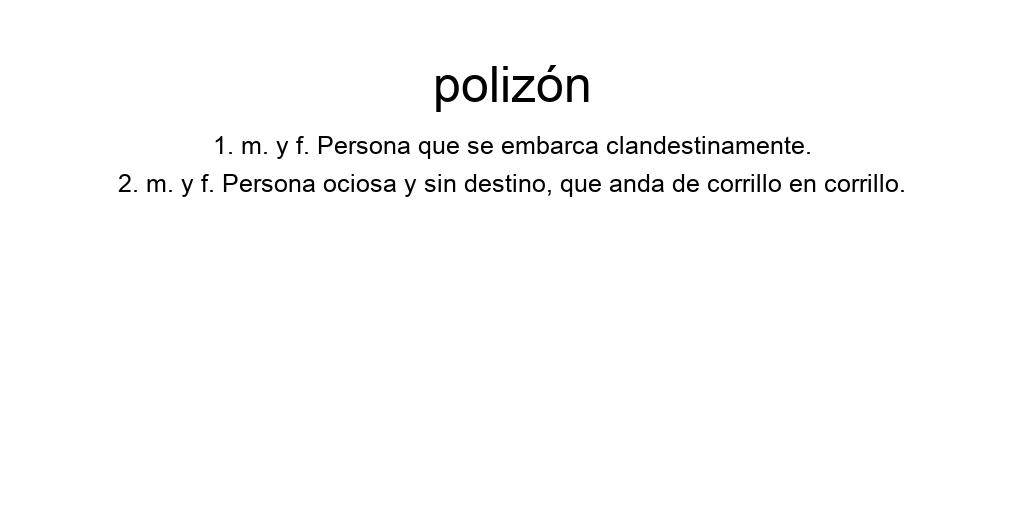 polizón
1. m. y f. Persona que se embarca clandestinamente.
2. m. y f. Persona ociosa y sin destino, que anda de corrillo en corrillo.